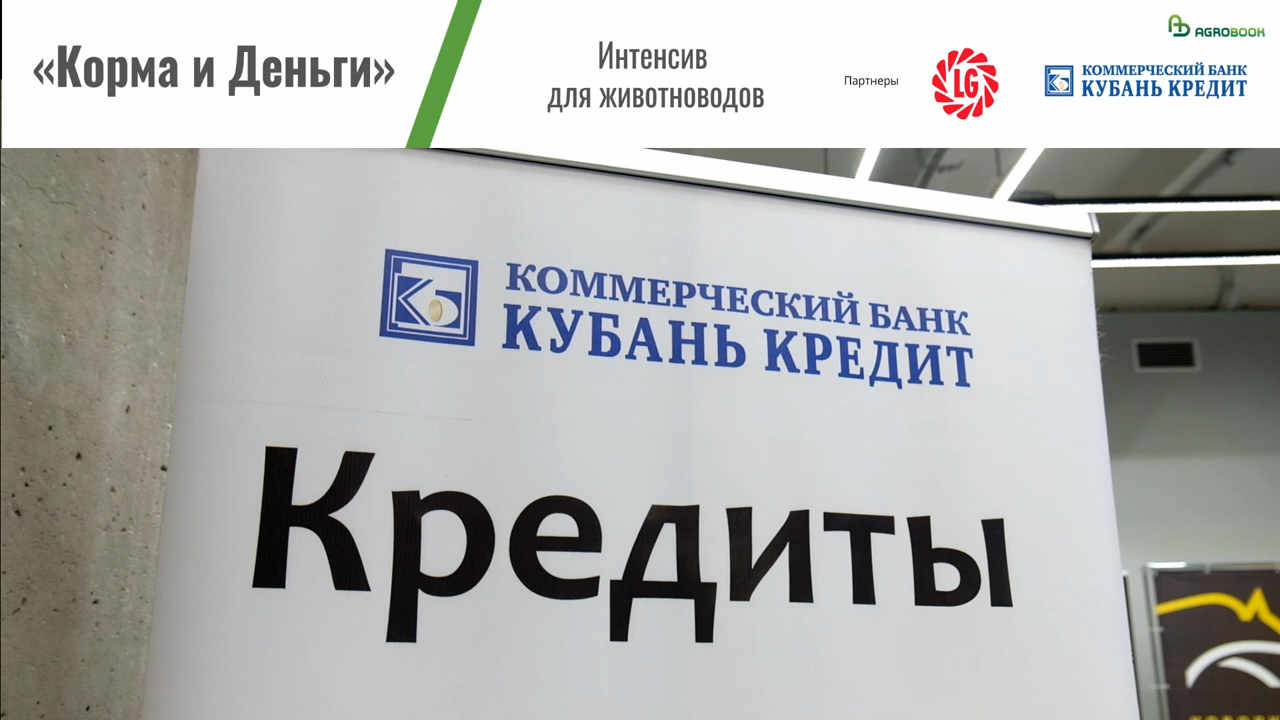 «Корма и Деньги»
Интенсив
для животноводов
Партнеры
LG
КОММЕРЧЕСКИЙ БАНК
КУБАНЬ КРЕДИТ
AGROBOOK
КОММЕРЧЕСКИЙ БАНК
КУБАНЬ КРЕДИТ
Кредиты